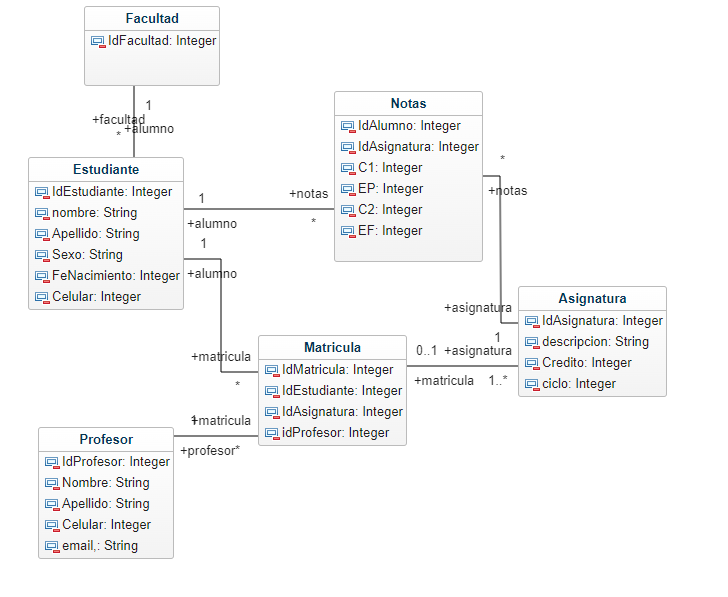 Facultad
IdFacultad: Integer
1
+facultad
*
+alumno
Estudiante
IdEstudiante: Integer
nombre: String
Apellido: String
Sexo: String
FeNacimiento: Integer
Celular: Integer
1
+alumno
+notas
*
Notas
IdAlumno: Integer
IdAsignatura: Integer
C1: Integer
EP: Integer
C2: Integer
EF: Integer
*
+notas
1
+alumno
+asignatura
1
Asignatura
IdAsignatura: Integer
descripcion: String
Credito: Integer
ciclo: Integer
+matricula
*
Matricula
IdMatricula: Integer
IdEstudiante: Integer
IdAsignatura: Integer
idProfesor: Integer
0..1 +asignatura
+matricula 1..*
1
+matricula
+profesor*
Profesor
IdProfesor: Integer
Nombre: String
Apellido: String
Celular: Integer
email,: String